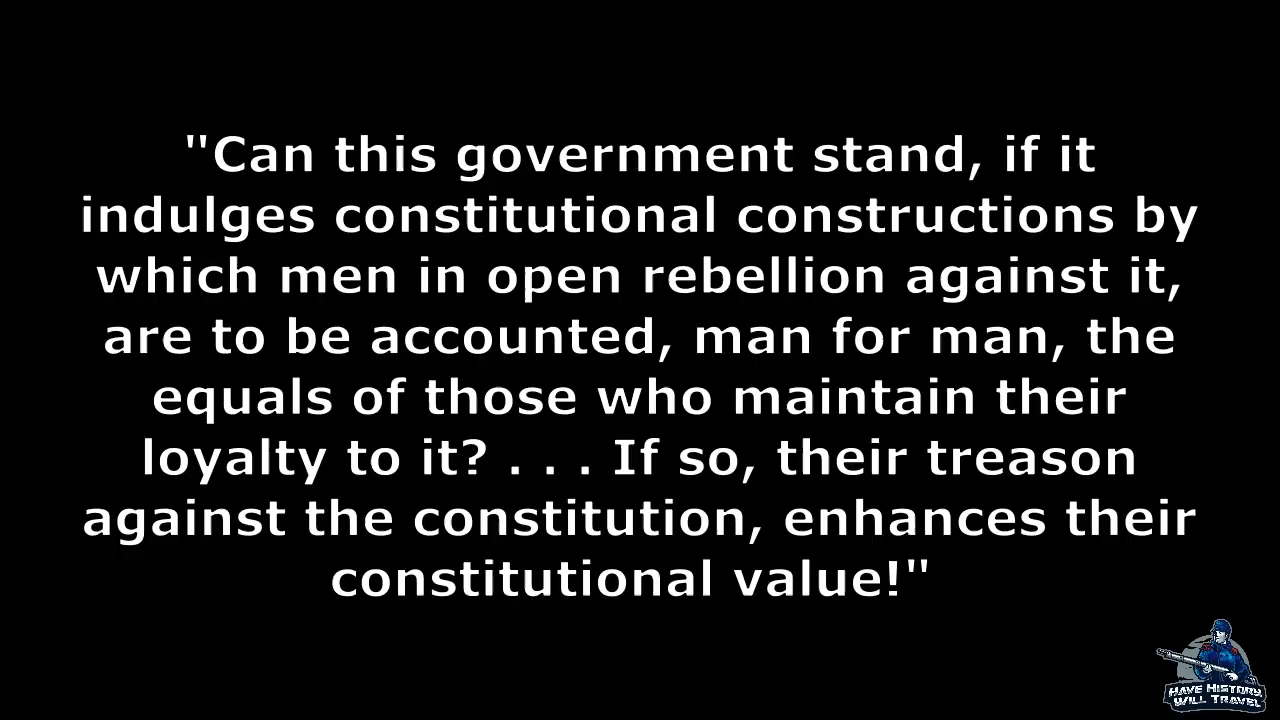 "Can this government stand, if it
indulges constitutional constructions by
which men in open rebellion against it,
are to be accounted, man for man, the
equals of those who maintain their
loyalty to it? . . . If so, their treason
against the constitution, enhances their
constitutional value!"
HAVE HISTORY
WILL TRAVEL